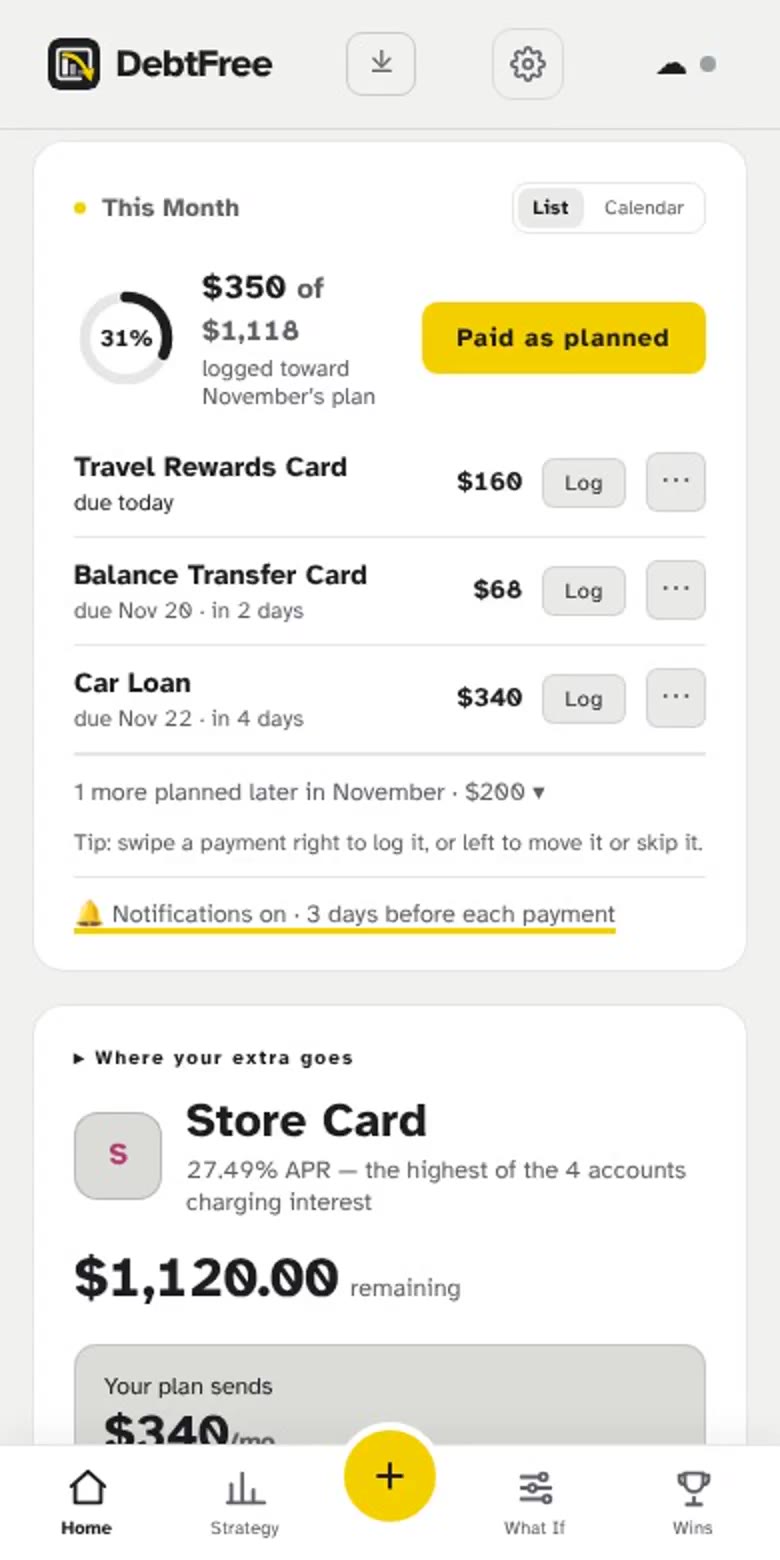 DebtFree
This Month
List
Calendar
31%
$350 of
$1,118
logged toward
November's plan
Paid as planned
Travel Rewards Card
due today
$160
Log
Balance Transfer Card
due Nov 20 · in 2 days
$68
Log
Car Loan
due Nov 22 · in 4 days
$340
Log
1 more planned later in November · $200 ▾
Tip: swipe a payment right to log it, or left to move it or skip it.
🔔 Notifications on · 3 days before each payment
▸ Where your extra goes
S
Store Card
27.49% APR — the highest of the 4 accounts
charging interest
$1,120.00 remaining
Your plan sends
$340/mo
+
Home
Strategy
What If
Wins